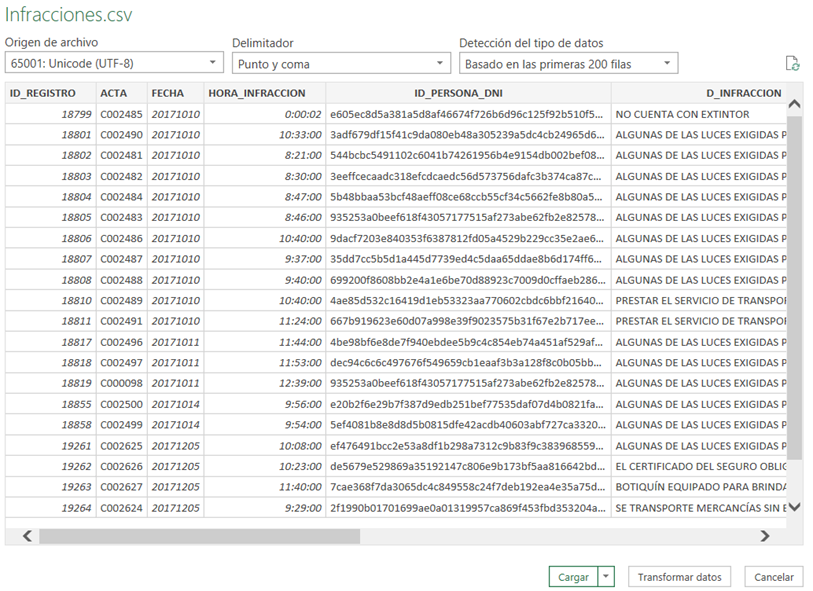 Infracciones.csv
Origen de archivo Delimitador Detección del tipo de datos
65001: Unicode (UTF-8) Punto y coma Basado en las primeras 200 filas
ID_REGISTRO ACTA FECHA HORA_INFRACCION ID_PERSONA_DNI D_INFRACCION
18799 C002485 20171010 0:00:02 e605ec8d5a381a5d8af46674f726b6d96c125f92b510f5... NO CUENTA CON EXTINTOR
18801 C002490 20171010 10:33:00 3adf679df15f41c9da080eb48a305239a5dc4cb24965d6... ALGUNAS DE LAS LUCES EXIGIDAS P
18802 C002481 20171010 8:21:00 544bcbc5491102c6041b74261956b4e9154db002bef08... ALGUNAS DE LAS LUCES EXIGIDAS P
18803 C002482 20171010 8:30:00 3eeffcecaadc318efcdcaedc56d573756dafc3b374ca87c... ALGUNAS DE LAS LUCES EXIGIDAS P
18804 C002484 20171010 8:47:00 5b48bbaa53bcf48aeff08ce68ccb55cf34c5662fe8b80a5... ALGUNAS DE LAS LUCES EXIGIDAS P
18805 C002483 20171010 8:46:00 935253a0beef618f43057177515af273abe62fb2e82578... ALGUNAS DE LAS LUCES EXIGIDAS P
18806 C002486 20171010 10:40:00 9dacf7203e840353f6387812fd05a4529b229cc35e2ae6... ALGUNAS DE LAS LUCES EXIGIDAS P
18807 C002487 20171010 9:37:00 35dd7cc5b5d1a445d7739ed4c5daa65ddae8b6d174ff6... ALGUNAS DE LAS LUCES EXIGIDAS P
18808 C002488 20171010 9:40:00 699200f8608bb2e4a1e6be70d88923c7009d0cffaeb286... ALGUNAS DE LAS LUCES EXIGIDAS P
18810 C002489 20171010 10:40:00 4ae85d532c16419d1eb53323aa770602cbdc6bbf21640... PRESTAR EL SERVICIO DE TRANSPOR
18811 C002491 20171010 11:24:00 667b919623e60d07a998e39f9023575b31f67e2b717ee... PRESTAR EL SERVICIO DE TRANSPOR
18817 C002496 20171011 11:44:00 4be98bf6e8de7f940ebdee5b9c4c854eb74aa451af529af... ALGUNAS DE LAS LUCES EXIGIDAS P
18818 C002497 20171011 11:53:00 dec94c6c6c497676f549659cb1eaaf3b3a128f8c0b05bb... ALGUNAS DE LAS LUCES EXIGIDAS P
18819 C000098 20171011 12:39:00 935253a0beef618f43057177515af273abe62fb2e82578... ALGUNAS DE LAS LUCES EXIGIDAS P
18855 C002500 20171014 9:56:00 e20b2f6e29b7f387d9edb251bef77535daf07d4b0821fa... ALGUNAS DE LAS LUCES EXIGIDAS P
18858 C002499 20171014 9:54:00 5ef4081b8e8d8d5b0815dfe42acdb40603abf727ca3320... ALGUNAS DE LAS LUCES EXIGIDAS P
19261 C002625 20171205 10:08:00 ef476491bcc2e53a8df1b298a7312c9b83f9c383968559... ALGUNAS DE LAS LUCES EXIGIDAS P
19262 C002626 20171205 10:23:00 de5679e529869a35192147c806e9b173bf5aa816642bd... EL CERTIFICADO DEL SEGURO OBLIG
19263 C002627 20171205 11:40:00 7cae368f7da3065dc4c849558c24f7deb192ea4e35a75d... BOTIQUÍN EQUIPADO PARA BRINDA
19264 C002624 20171205 9:29:00 2f1990b01701699ae0a01319957ca869f453fbd353204a... SE TRANSPORTE MERCANCÍAS SIN E
Cargar Transformar datos Cancelar